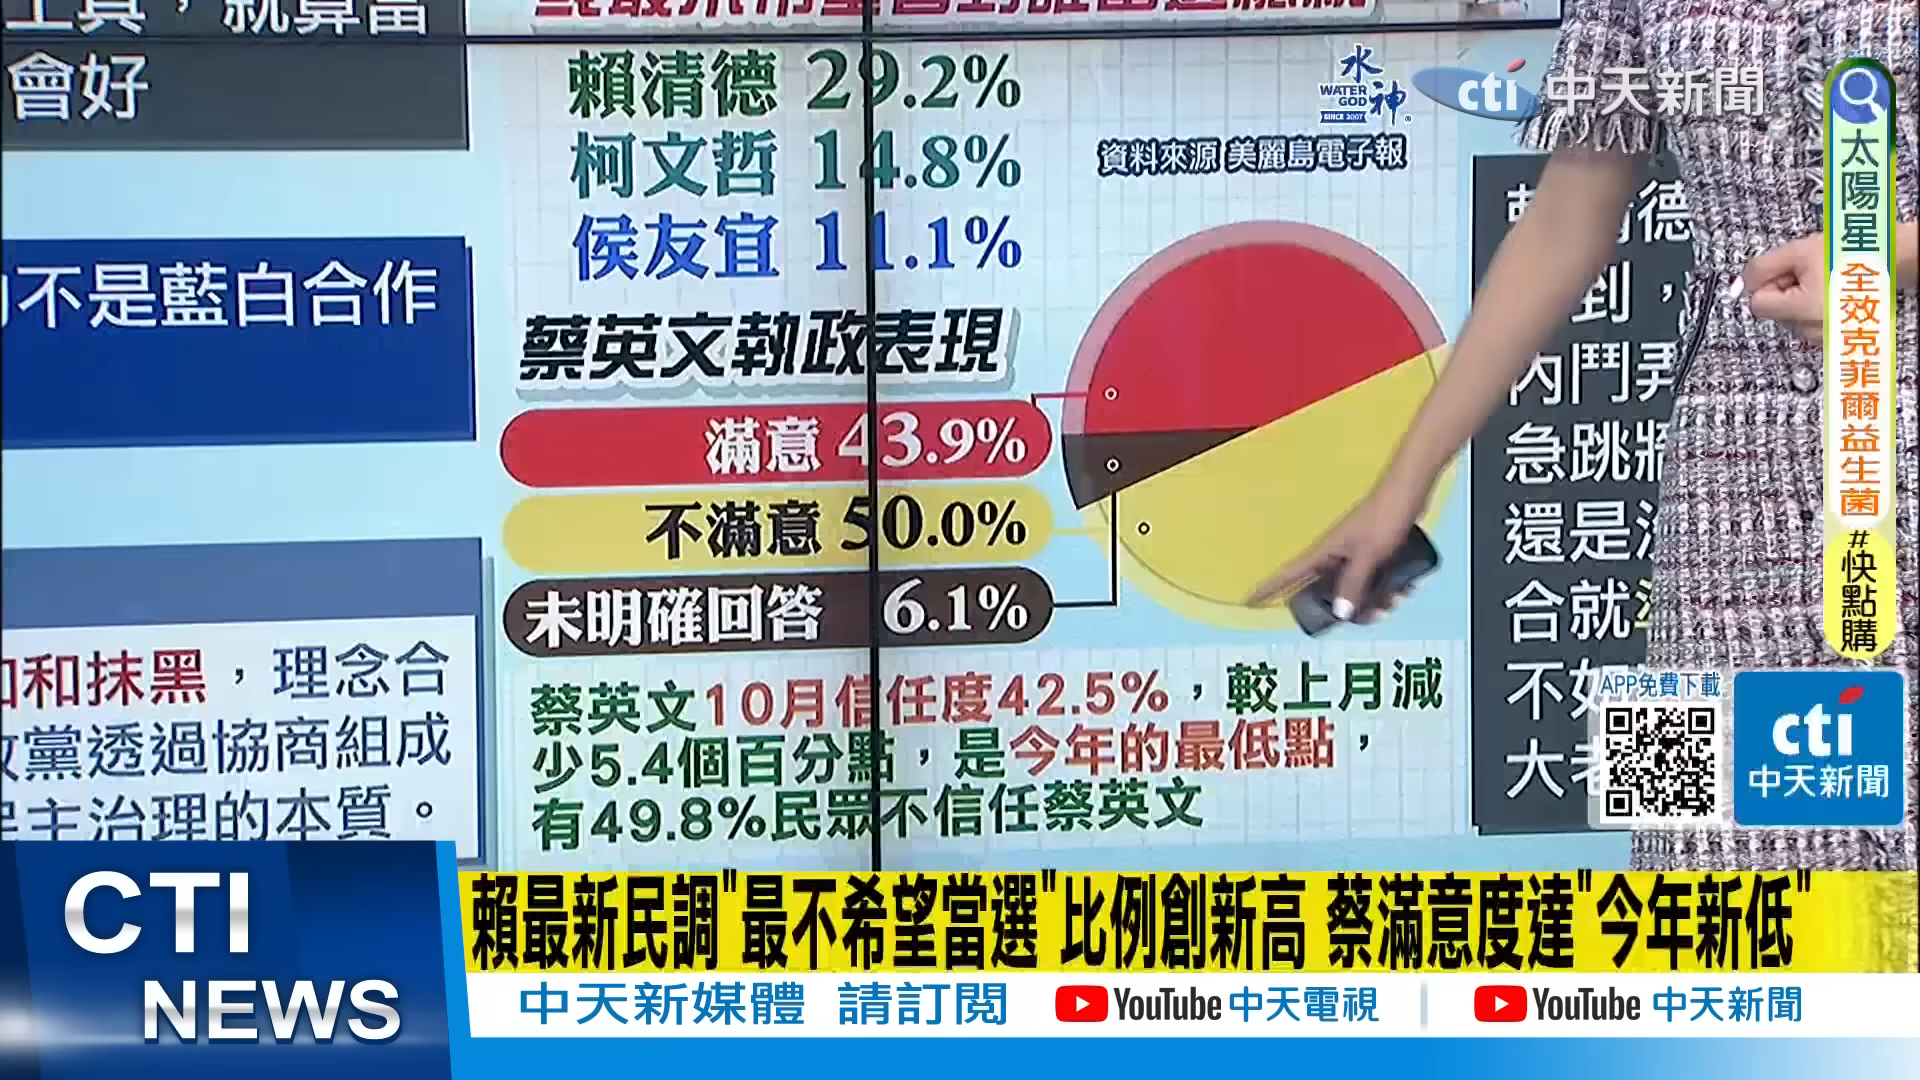 會好
不是藍白合作
和抹黑，理念合
黨透過協商組成
主治理的本質。
賴清德 29.2%
柯文哲 14.8%
侯友宜 11.1%
水神
WATER GOD
SINCE 2007
資料來源 美麗島電子報
蔡英文執政表現
滿意 43.9%
不滿意 50.0%
未明確回答 6.1%
蔡英文10月信任度42.5%，較上月減
少5.4個百分點，是今年的最低點，
有49.8%民眾不信任蔡英文
德
到，
內鬥弄
急跳
還是沒
合就
不如
大老
cti 中天新聞
太陽星 全效克菲爾益生菌 #快點購
APP免費下載
cti
中天新聞
CTI
NEWS
賴最新民調"最不希望當選"比例創新高 蔡滿意度達"今年新低"
中天新媒體 請訂閱 YouTube 中天電視 YouTube 中天新聞